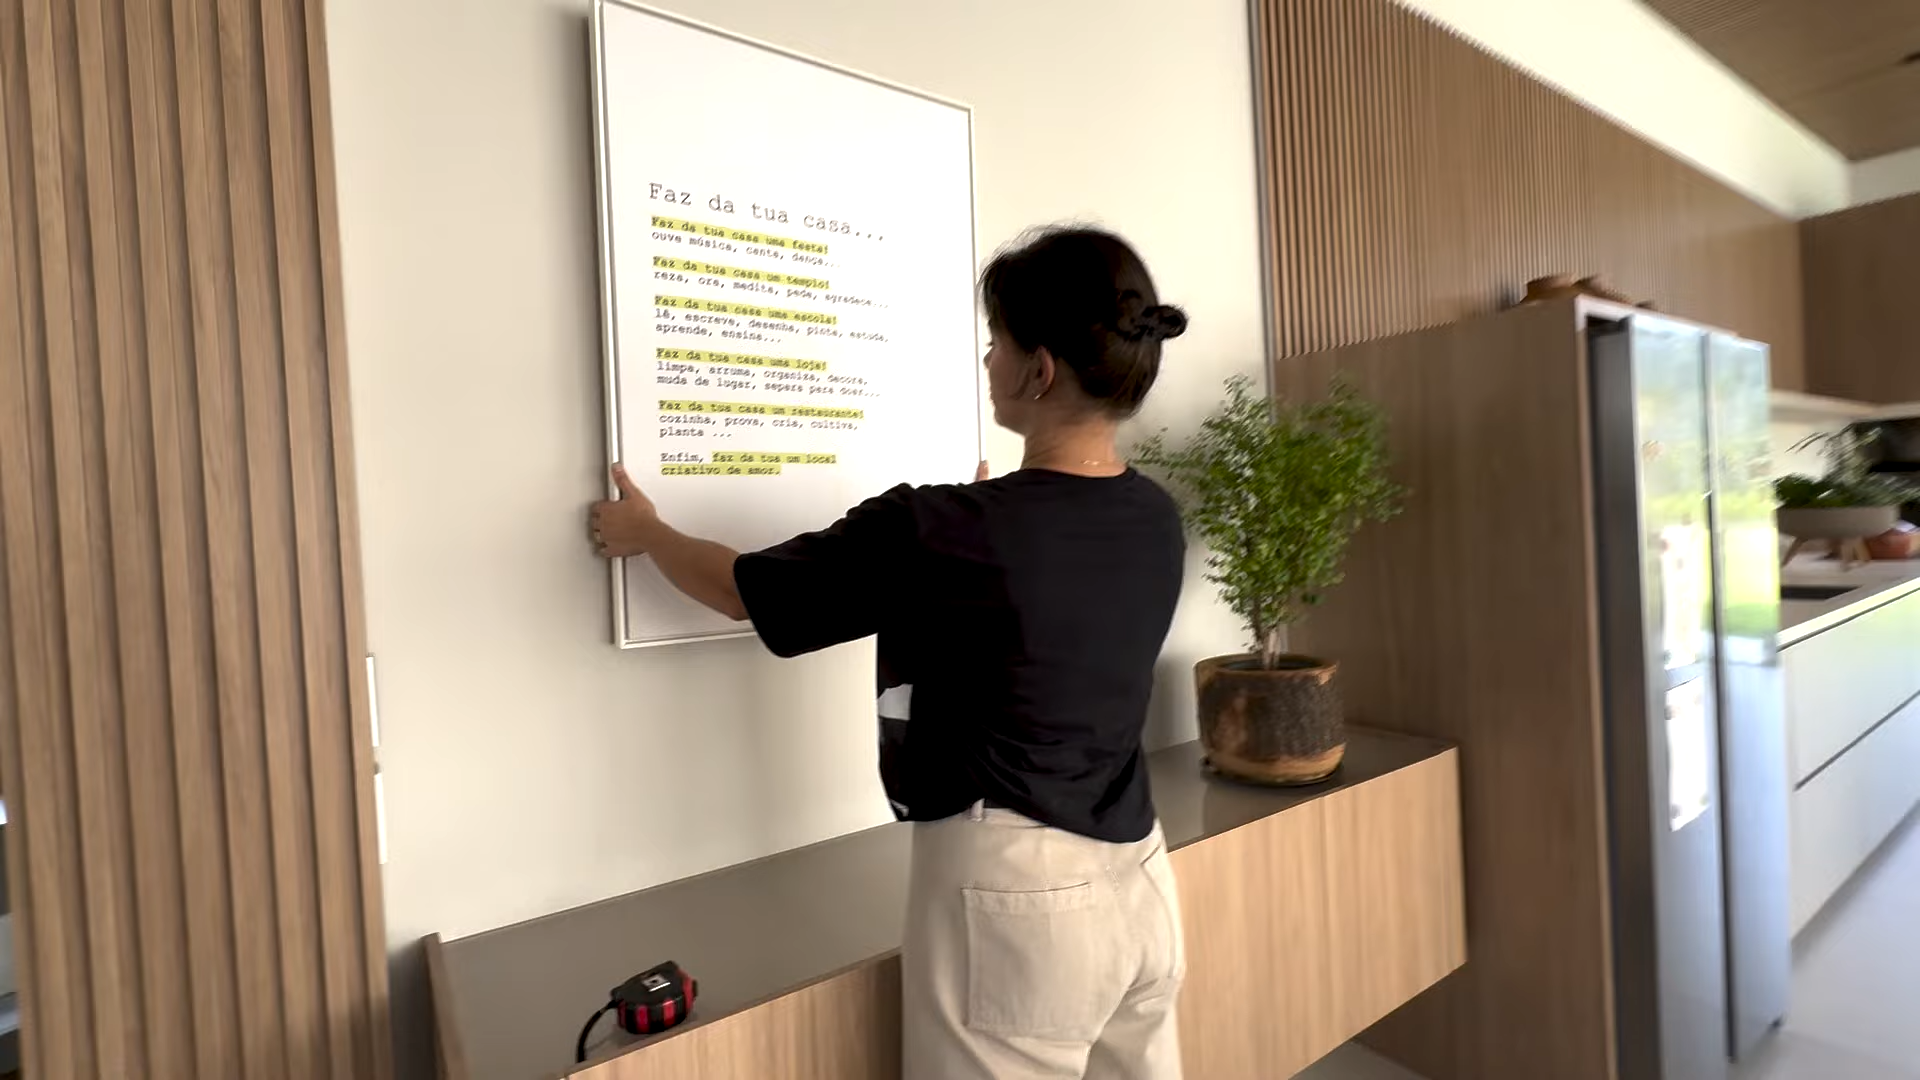 Faz da tua casa...
Faz da tua casa uma festa!
ouve música, cante, dance...
Faz da tua casa um templo!
reza, ora, medita, pede, agradece...
Faz da tua casa uma escola!
lê, escreve, desenha, pinta, estuda,
aprende, ensina...
Faz da tua casa uma loja!
limpa, arruma, organiza, decora,
muda de lugar, separa para doar...
Faz da tua casa um restaurante!
cozinha, prova, cria, cultiva,
planta ...
Enfim, faz da tua um local
criativo de amor.